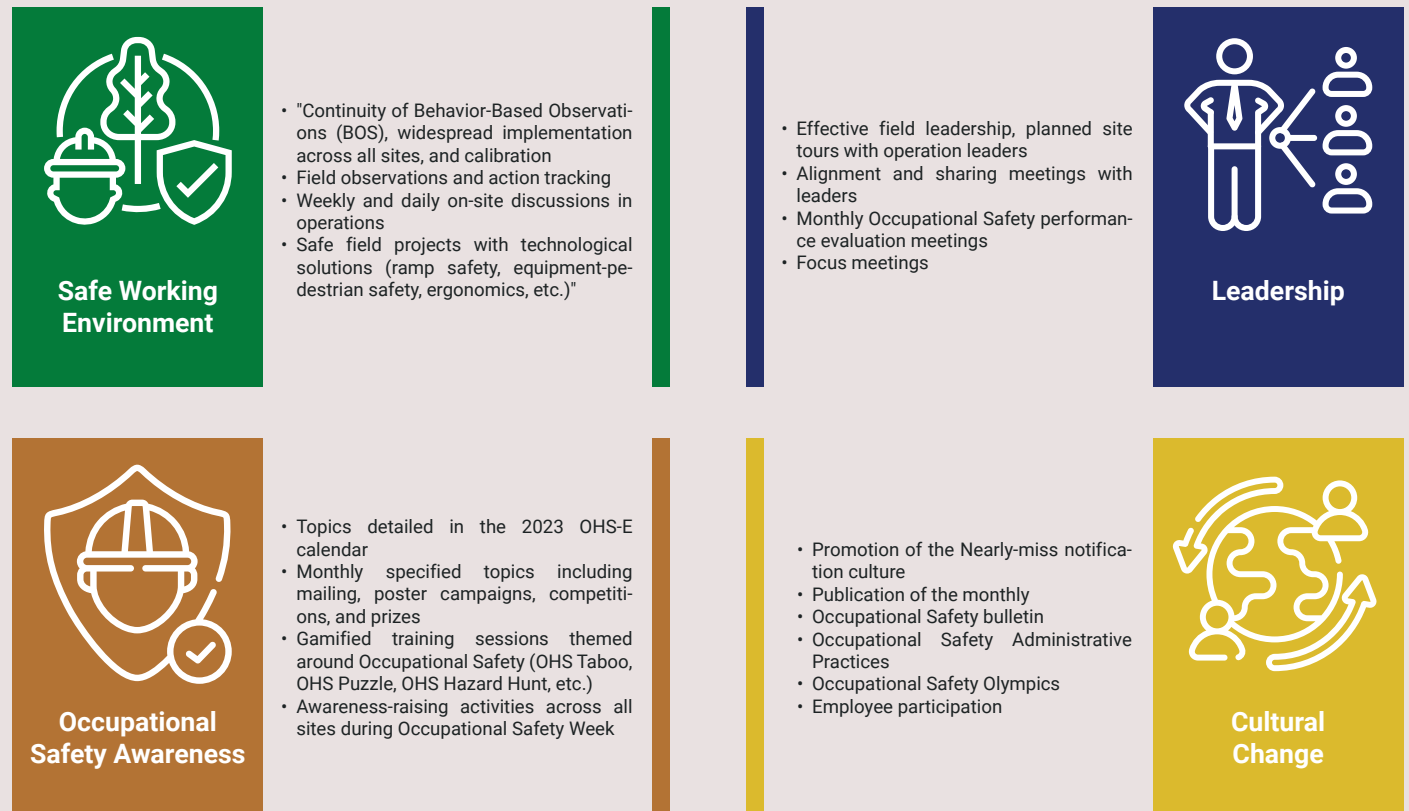 Safe Working
Environment
• "Continuity of Behavior-Based Observati-
ons (BOS), widespread implementation
across all sites, and calibration
• Field observations and action tracking
• Weekly and daily on-site discussions in
operations
• Safe field projects with technological
solutions (ramp safety, equipment-pe-
destrian safety, ergonomics, etc.)"
• Effective field leadership, planned site
tours with operation leaders
• Alignment and sharing meetings with
leaders
• Monthly Occupational Safety performan-
ce evaluation meetings
• Focus meetings
Leadership
Occupational
Safety Awareness
• Topics detailed in the 2023 OHS-E
calendar
• Monthly specified topics including
mailing, poster campaigns, competiti-
ons, and prizes
• Gamified training sessions themed
around Occupational Safety (OHS Taboo,
OHS Puzzle, OHS Hazard Hunt, etc.)
• Awareness-raising activities across all
sites during Occupational Safety Week
• Promotion of the Nearly-miss notifica-
tion culture
• Publication of the monthly
• Occupational Safety bulletin
• Occupational Safety Administrative
Practices
• Occupational Safety Olympics
• Employee participation
Cultural
Change